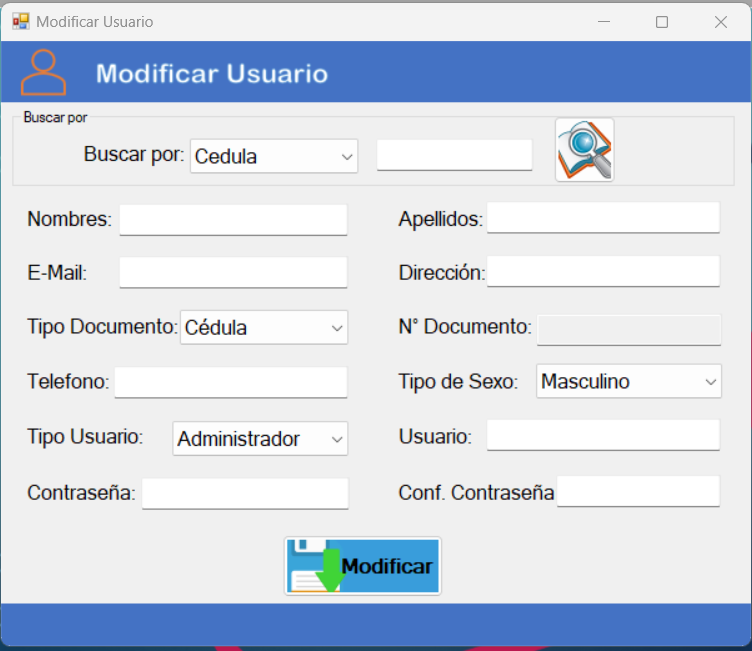 Modificar Usuario
Modificar Usuario
Buscar por
Buscar por: Cedula
Nombres: Apellidos:
E-Mail: Dirección:
Tipo Documento: Cédula N° Documento:
Telefono: Tipo de Sexo: Masculino
Tipo Usuario: Administrador Usuario:
Contraseña: Conf. Contraseña
Modificar